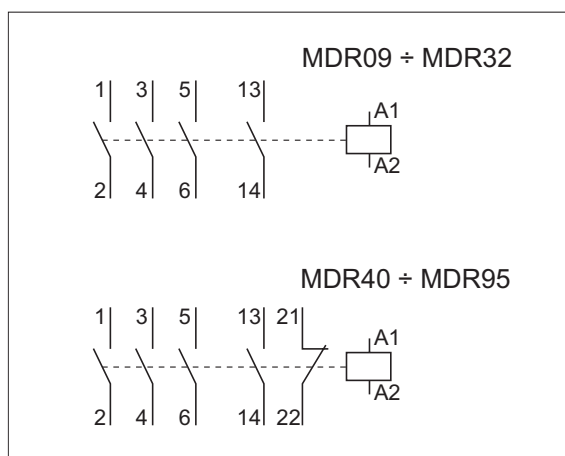 MDR09 ÷ MDR32
1 3 5 13 A1
2 4 6 14 A2
MDR40 ÷ MDR95
1 3 5 13 21 A1
2 4 6 14 22 A2